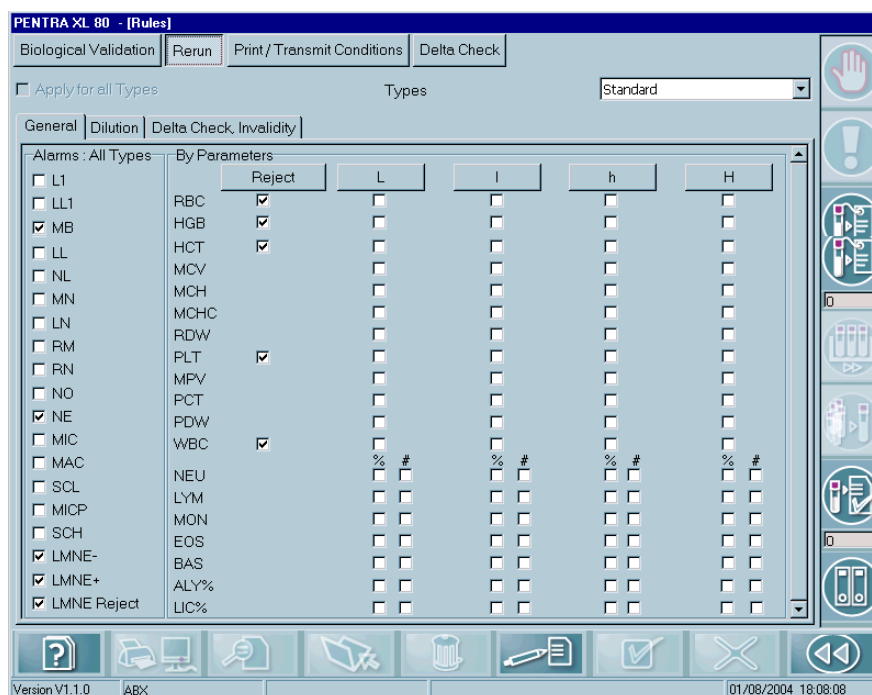 PENTRA XL 80 - [Rules]
Biological Validation Rerun Print / Transmit Conditions Delta Check
Apply for all Types Types Standard
General Dilution Delta Check, Invalidity
Alarms : All Types By Parameters
Reject L l h H
L1
LL1
MB
LL
NL
MN
LN
RM
RN
NO
NE
MIC
MAC
SCL
MICP
SCH
LMNE-
LMNE+
LMNE Reject
RBC
HGB
HCT
MCV
MCH
MCHC
RDW
PLT
MPV
PCT
PDW
WBC
% # % # % # % #
NEU
LYM
MON
EOS
BAS
ALY%
LIC%
0
0
Version V1.1.0 ABX 01/08/2004 18:08:08